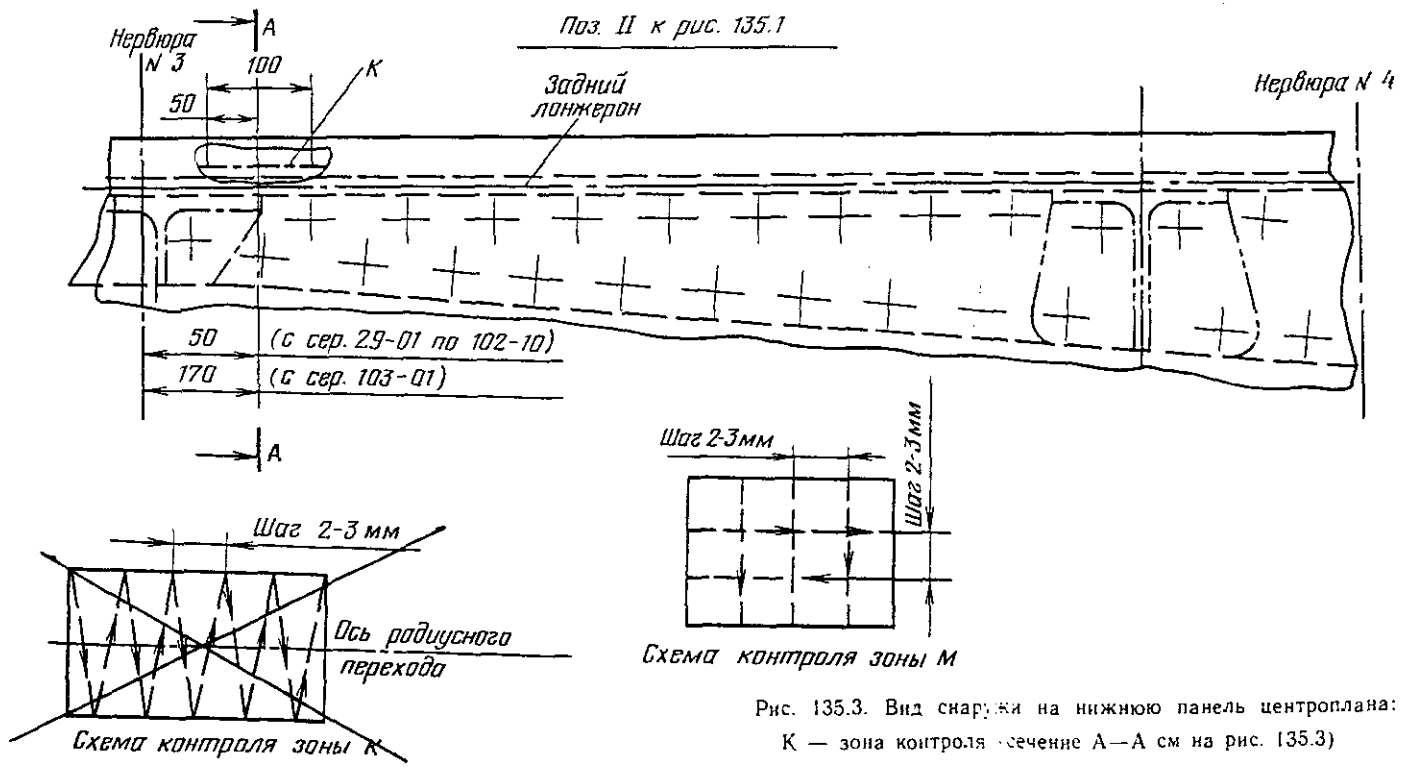 А
Поз. II к рис. 135.1
Нервюра
N 3
100
К
50
Задний
лонжерон
Нервюра N 4
50 (с сер. 29-01 по 102-10)
170 (с сер. 103-01)
А
Шаг 2-3мм
Шаг 2-3мм
Шаг 2-3 мм
Ось радиусного
перехода
Схема контроля зоны М
Схема контроля зоны К
Рис. 135.3. Вид снаружи на нижнюю панель центроплана:
К — зона контроля сечение А—А см на рис. 135.3)